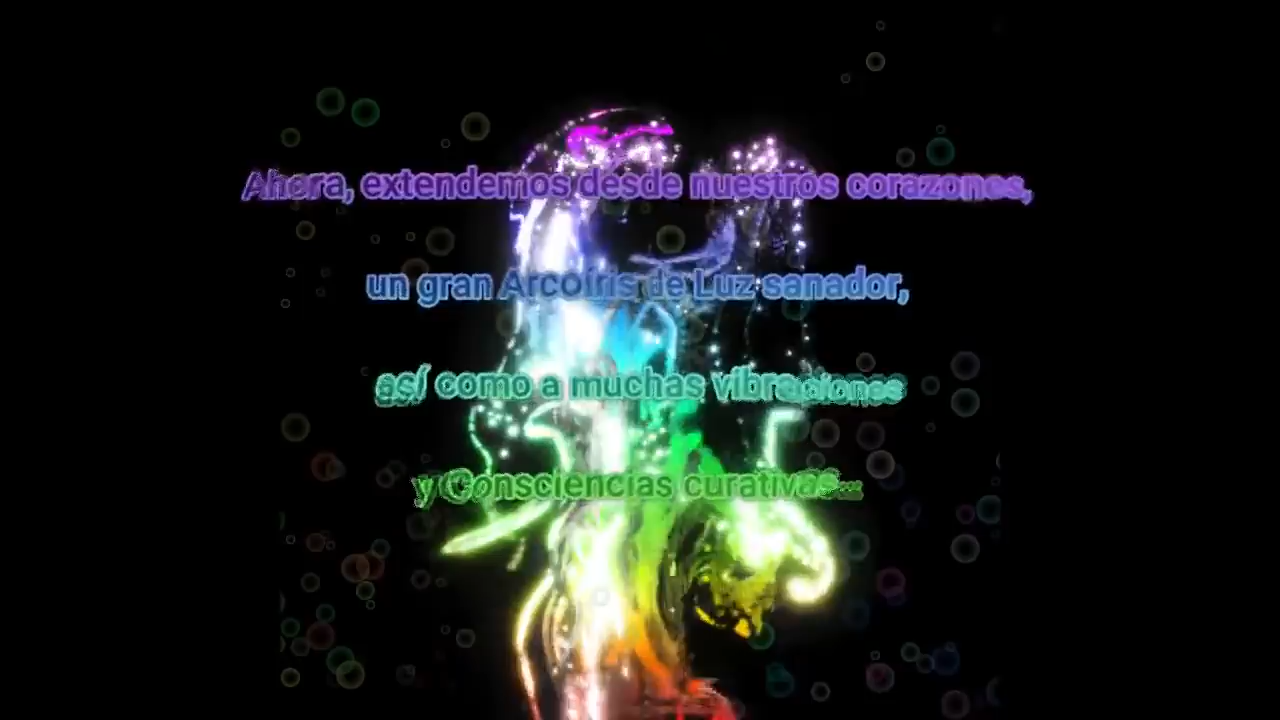 Ahora, extendemos desde nuestros corazones,
un gran Arcoíris de Luz sanador,
así como a muchas vibraciones
y Consciencias curativas...